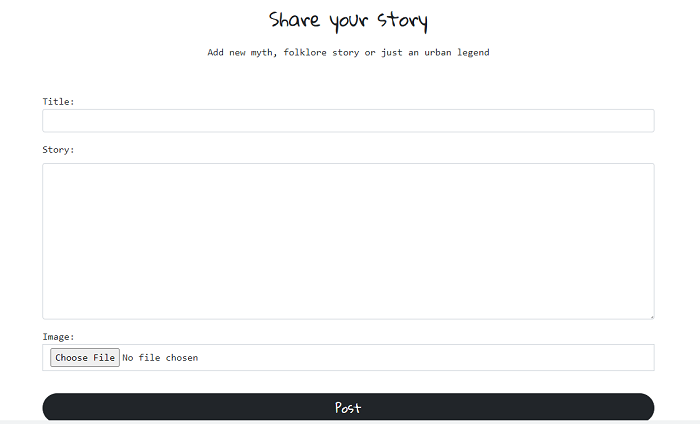 Share your story
Add new myth, folklore story or just an urban legend
Title:
Story:
Image:
Choose File No file chosen
Post